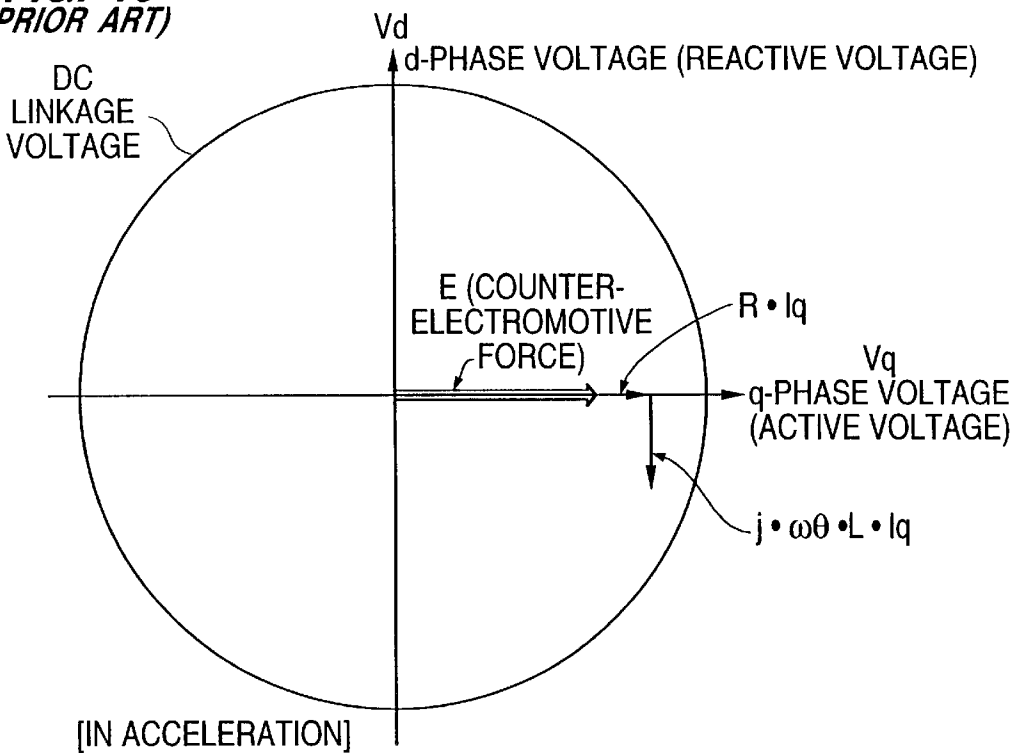 PRIOR ART)
Vd
d-PHASE VOLTAGE (REACTIVE VOLTAGE)
DC
LINKAGE
VOLTAGE
E (COUNTER-
ELECTROMOTIVE
FORCE)
R • Iq
Vq
q-PHASE VOLTAGE
(ACTIVE VOLTAGE)
j • ωθ •L • Iq
[IN ACCELERATION]